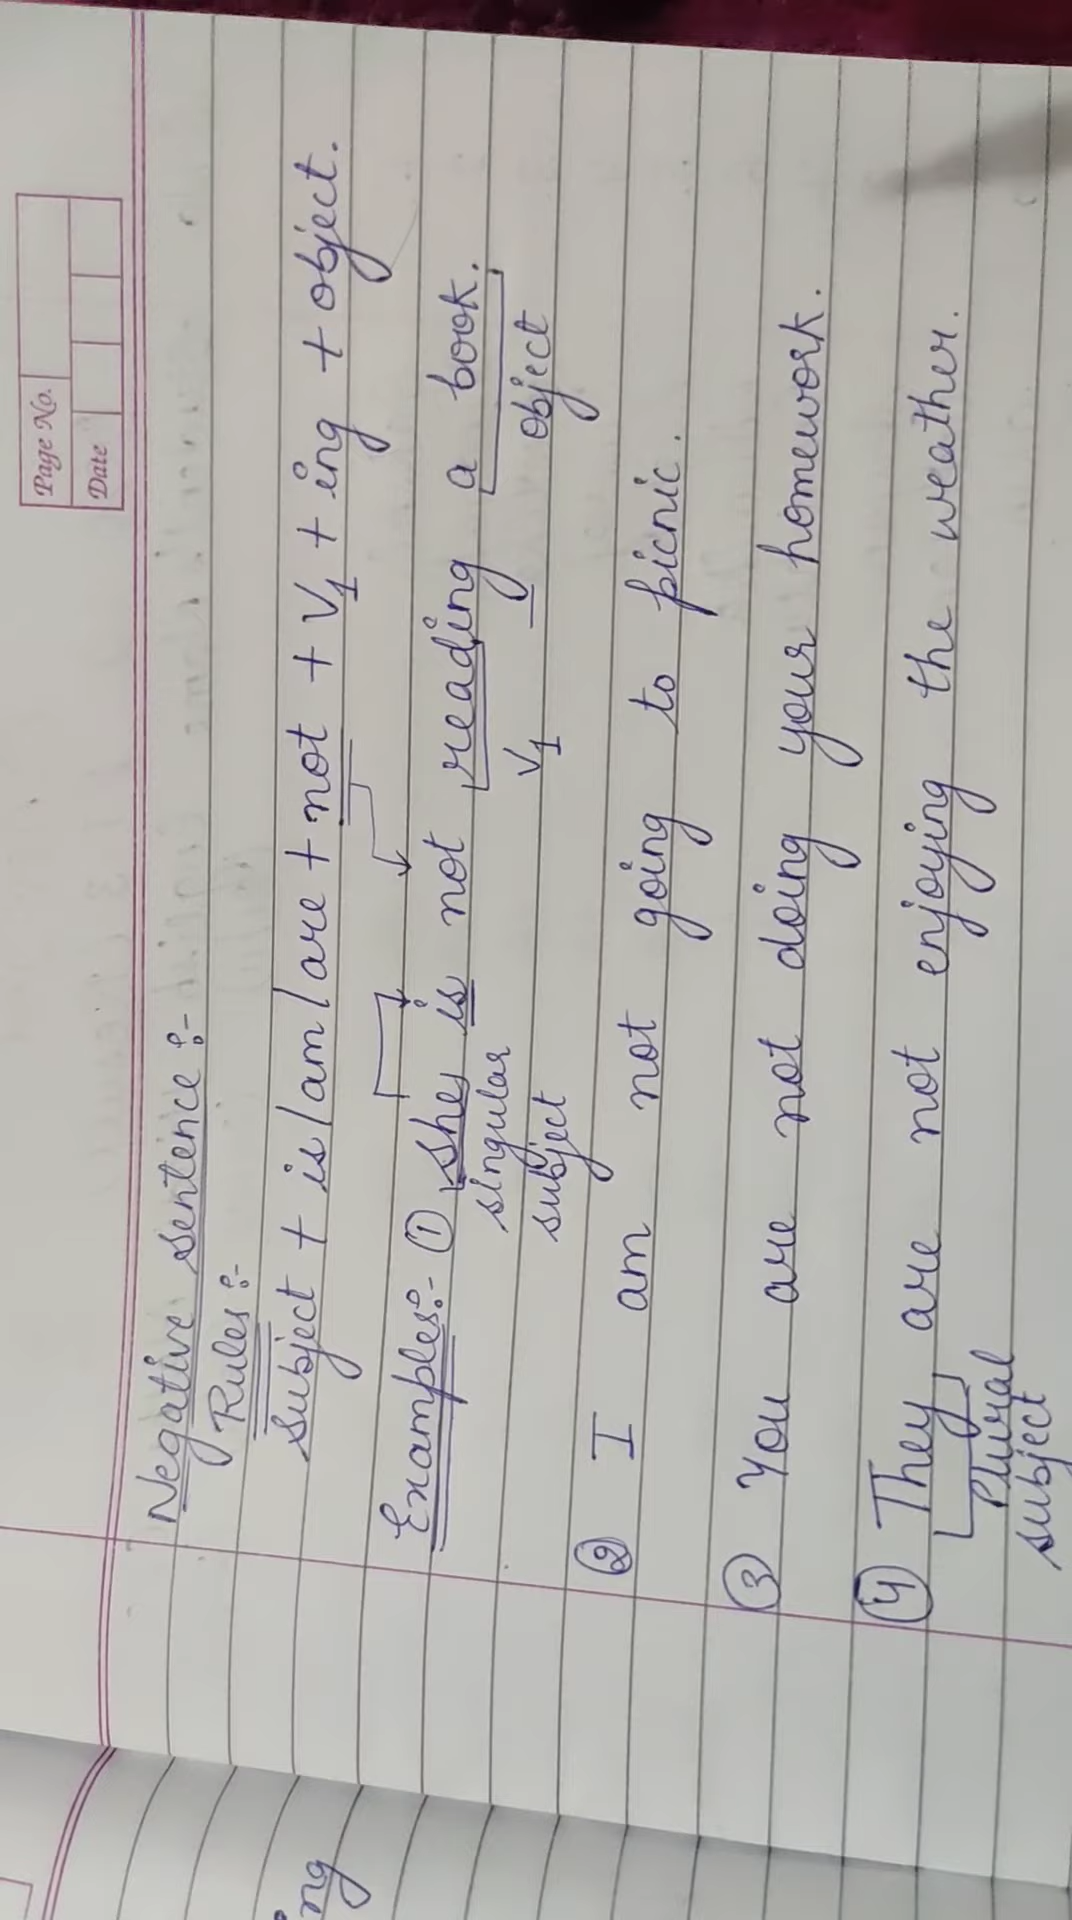 Page No.
Date
Negative sentence :-
Rules :-
Subject + is/am/are + not + V1 + ing + object.
Examples:- ① She is not reading a book.
singular V1 object
subject
② I am not going to picnic.
③ You are not doing your homework.
④ They are not enjoying the weather.
Plural
subject
ing